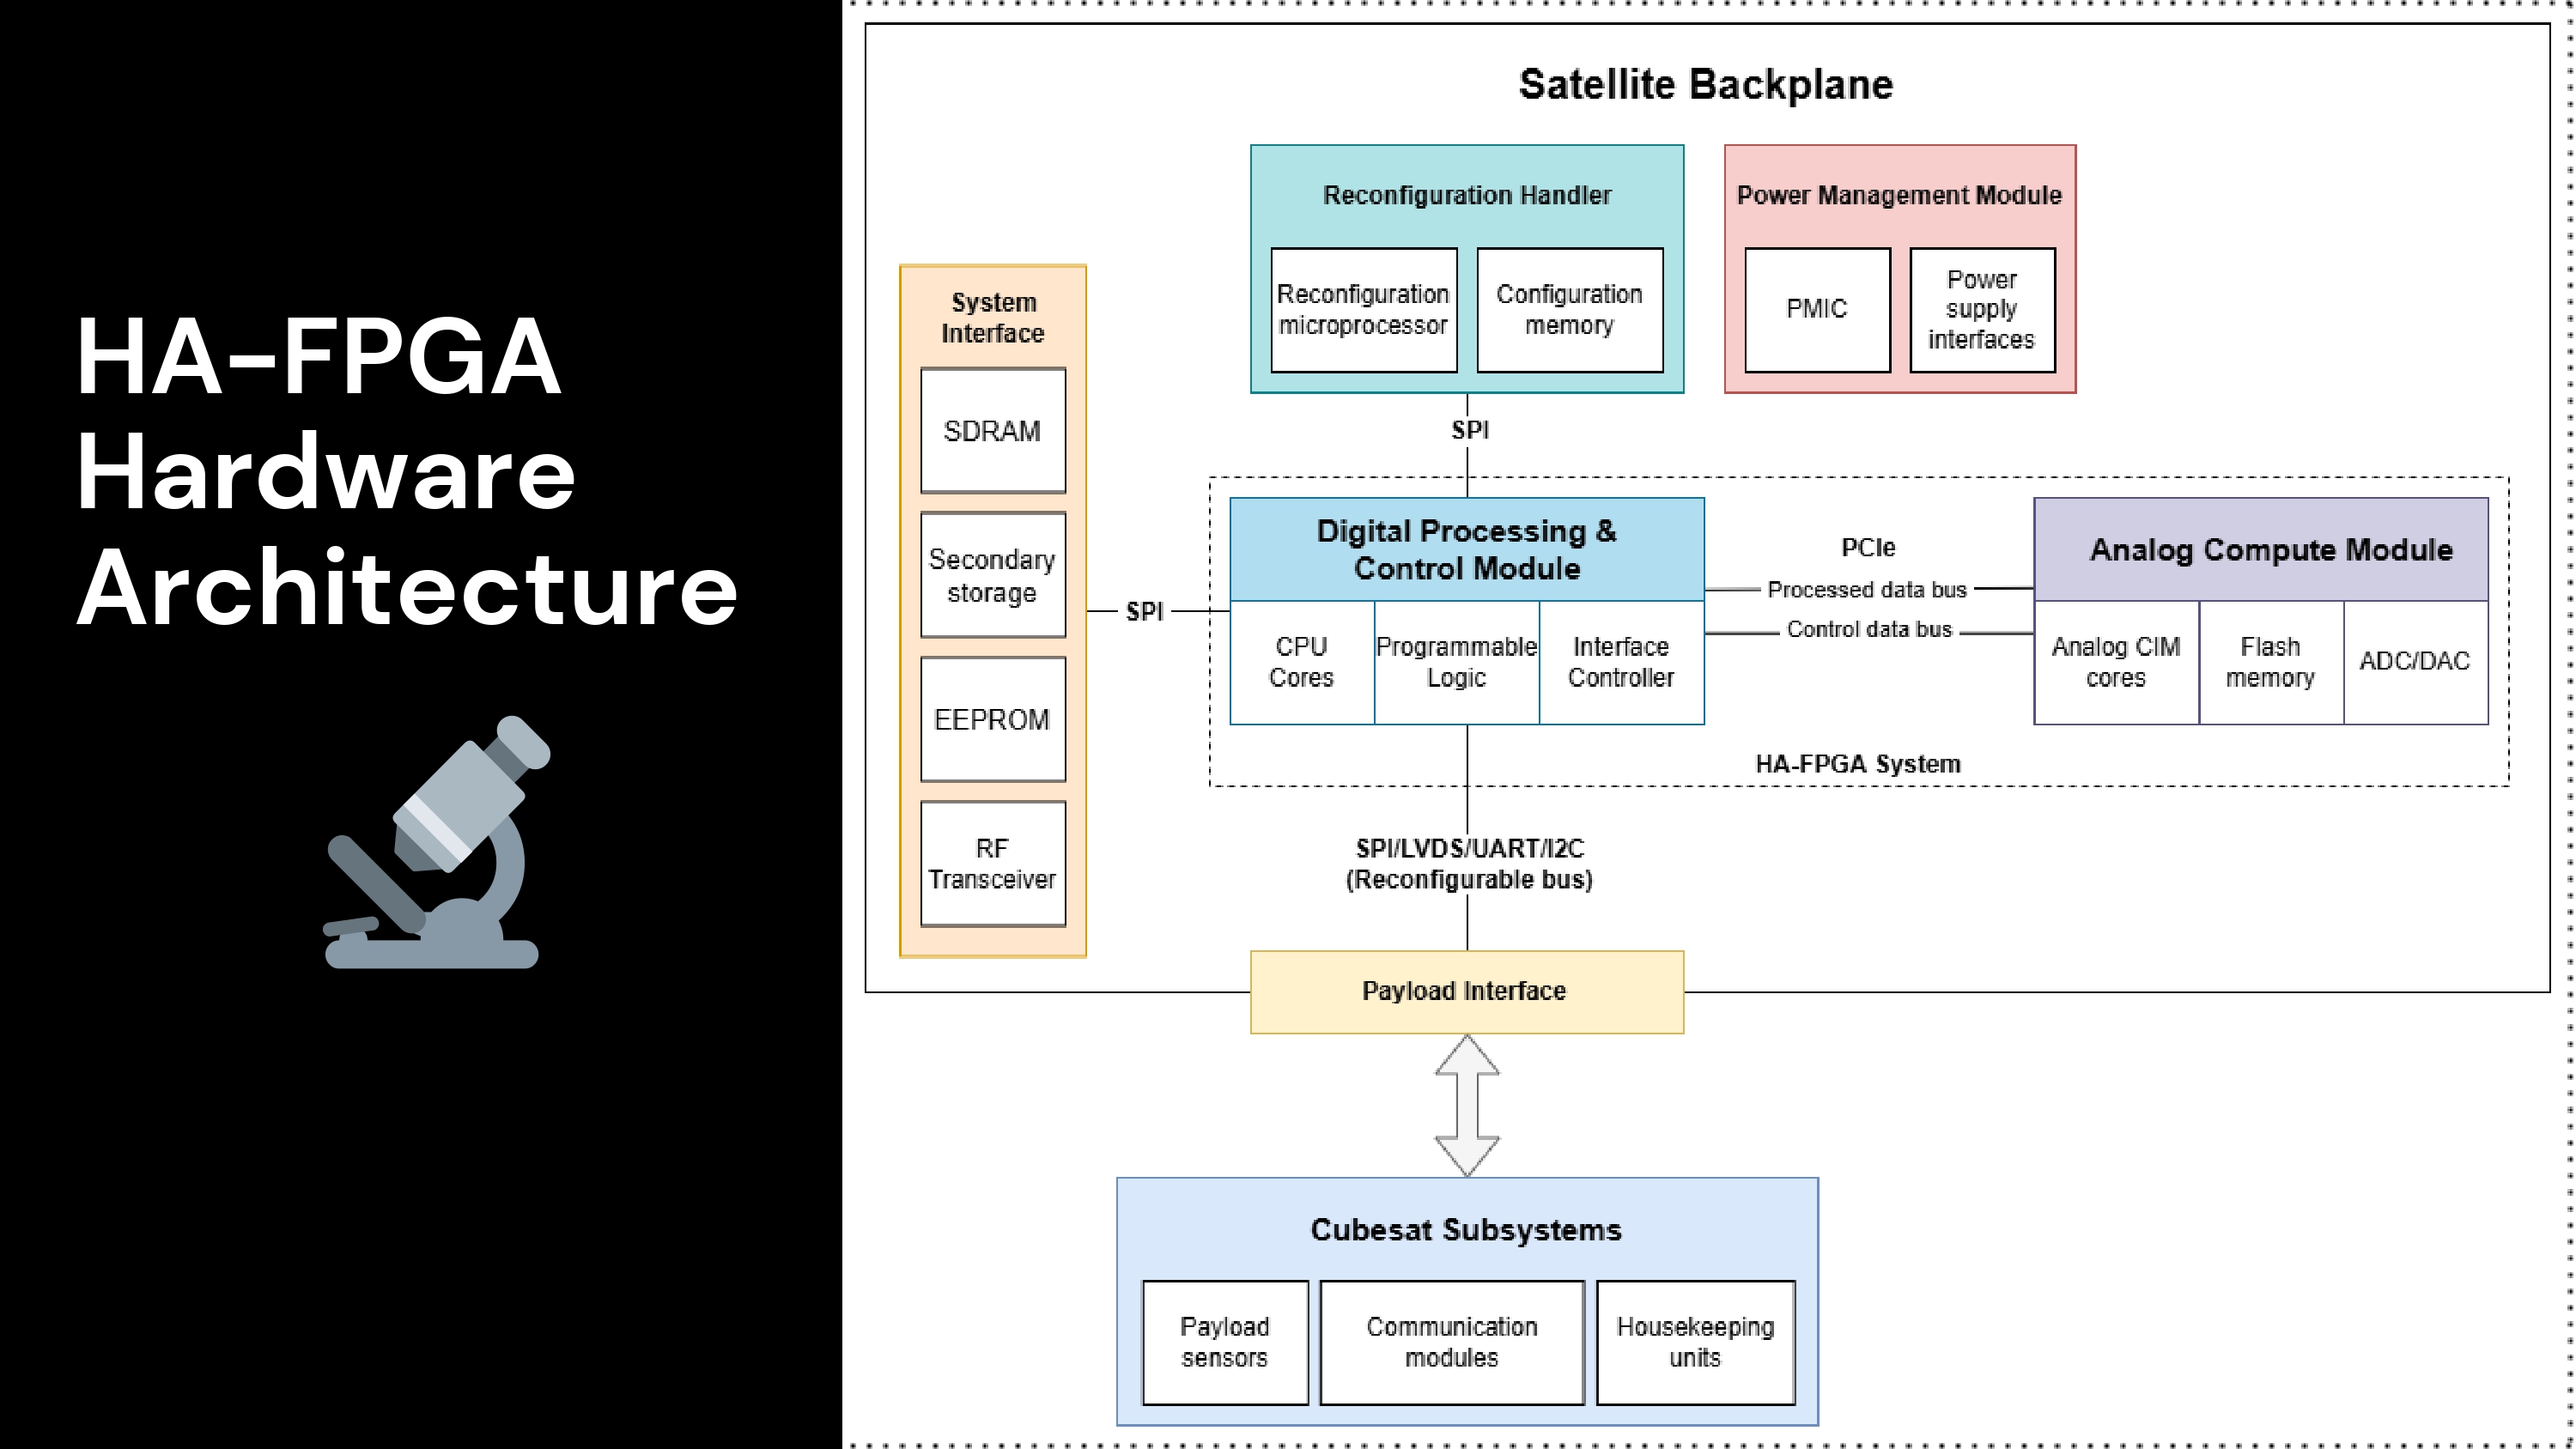 HA-FPGA
Hardware
Architecture
Satellite Backplane
Reconfiguration Handler
Reconfiguration
microprocessor
Configuration
memory
Power Management Module
PMIC
Power
supply
interfaces
System
Interface
SDRAM
Secondary
storage
EEPROM
RF
Transceiver
SPI
SPI
Digital Processing &
Control Module
CPU
Cores
Programmable
Logic
Interface
Controller
PCIe
Processed data bus
Control data bus
Analog Compute Module
Analog CIM
cores
Flash
memory
ADC/DAC
HA-FPGA System
SPI/LVDS/UART/I2C
(Reconfigurable bus)
Payload Interface
Cubesat Subsystems
Payload
sensors
Communication
modules
Housekeeping
units